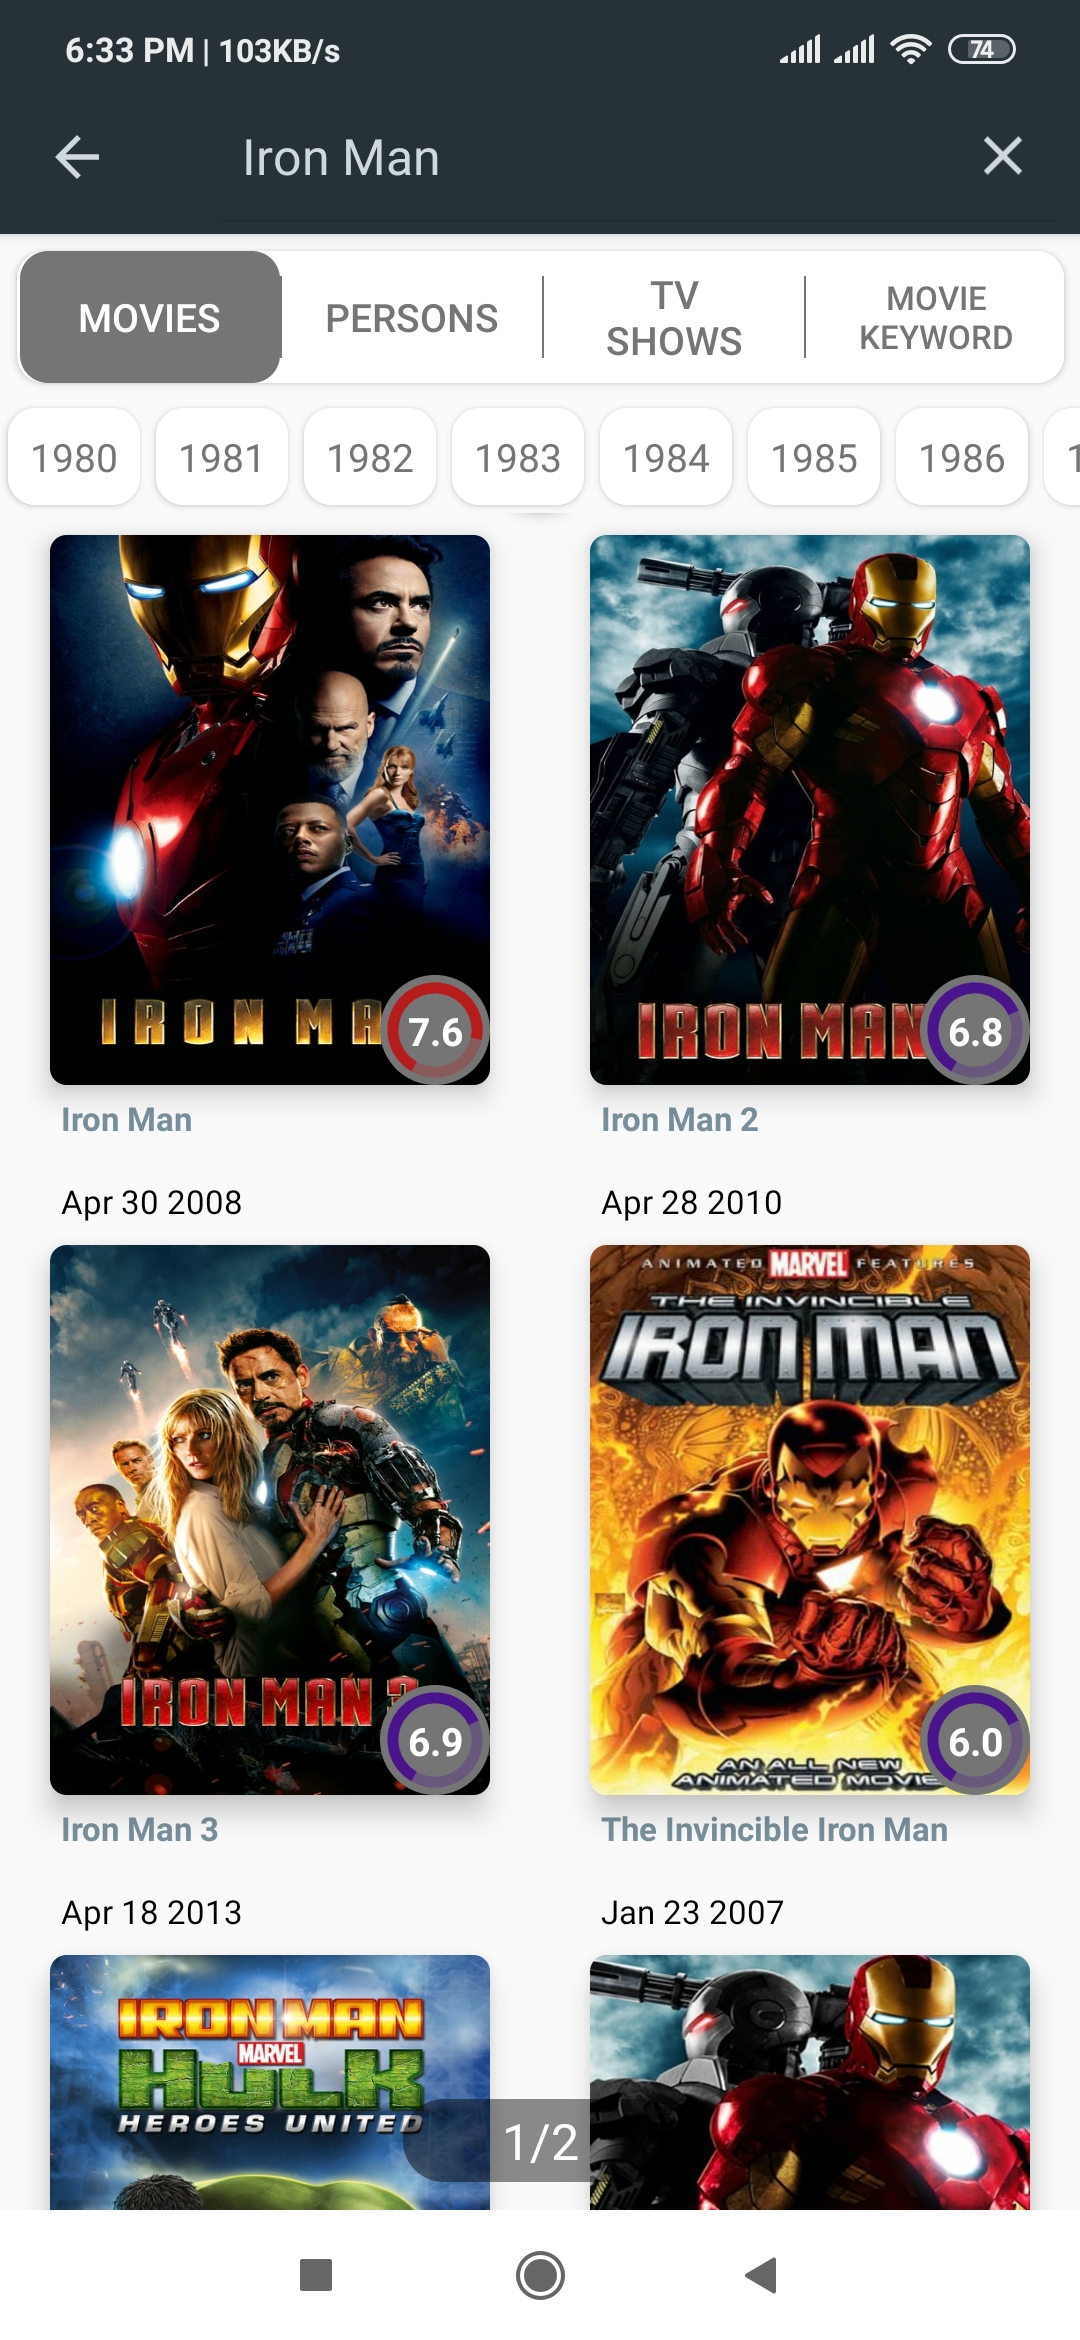 6:33 PM | 103KB/s
74
Iron Man
MOVIES
PERSONS
TV
SHOWS
MOVIE
KEYWORD
1980
1981
1982
1983
1984
1985
1986
1
IRON MA
7.6
IRON MAN
6.8
Iron Man
Iron Man 2
Apr 30 2008
Apr 28 2010
ANIMATED MARVEL FEATURES
THE INVINCIBLE
IRON MAN
IRON MAN 3
6.9
AN ALL NEW
ANIMATED MOVIE
6.0
Iron Man 3
The Invincible Iron Man
Apr 18 2013
Jan 23 2007
IRON MAN
MARVEL
HULK
HEROES UNITED
1/2